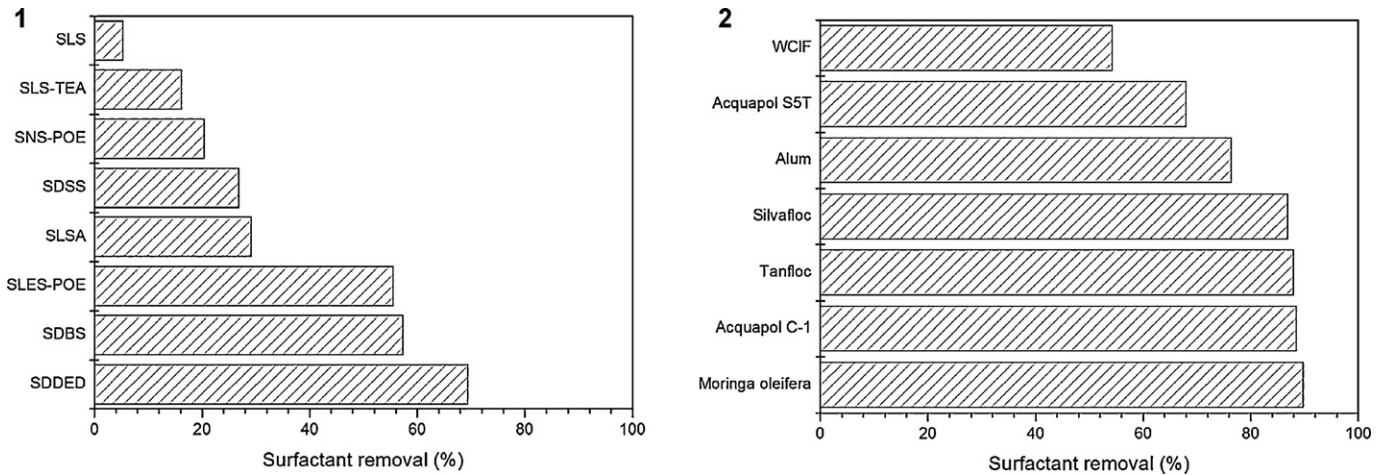 1
SLS
SLS-TEA
SNS-POE
SDSS
SLSA
SLES-POE
SDBS
SDDED
0 20 40 60 80 100
Surfactant removal (%)
2
WCIF
Acquapol S5T
Alum
Silvafloc
Tanfloc
Acquapol C-1
Moringa oleifera
0 20 40 60 80 100
Surfactant removal (%)